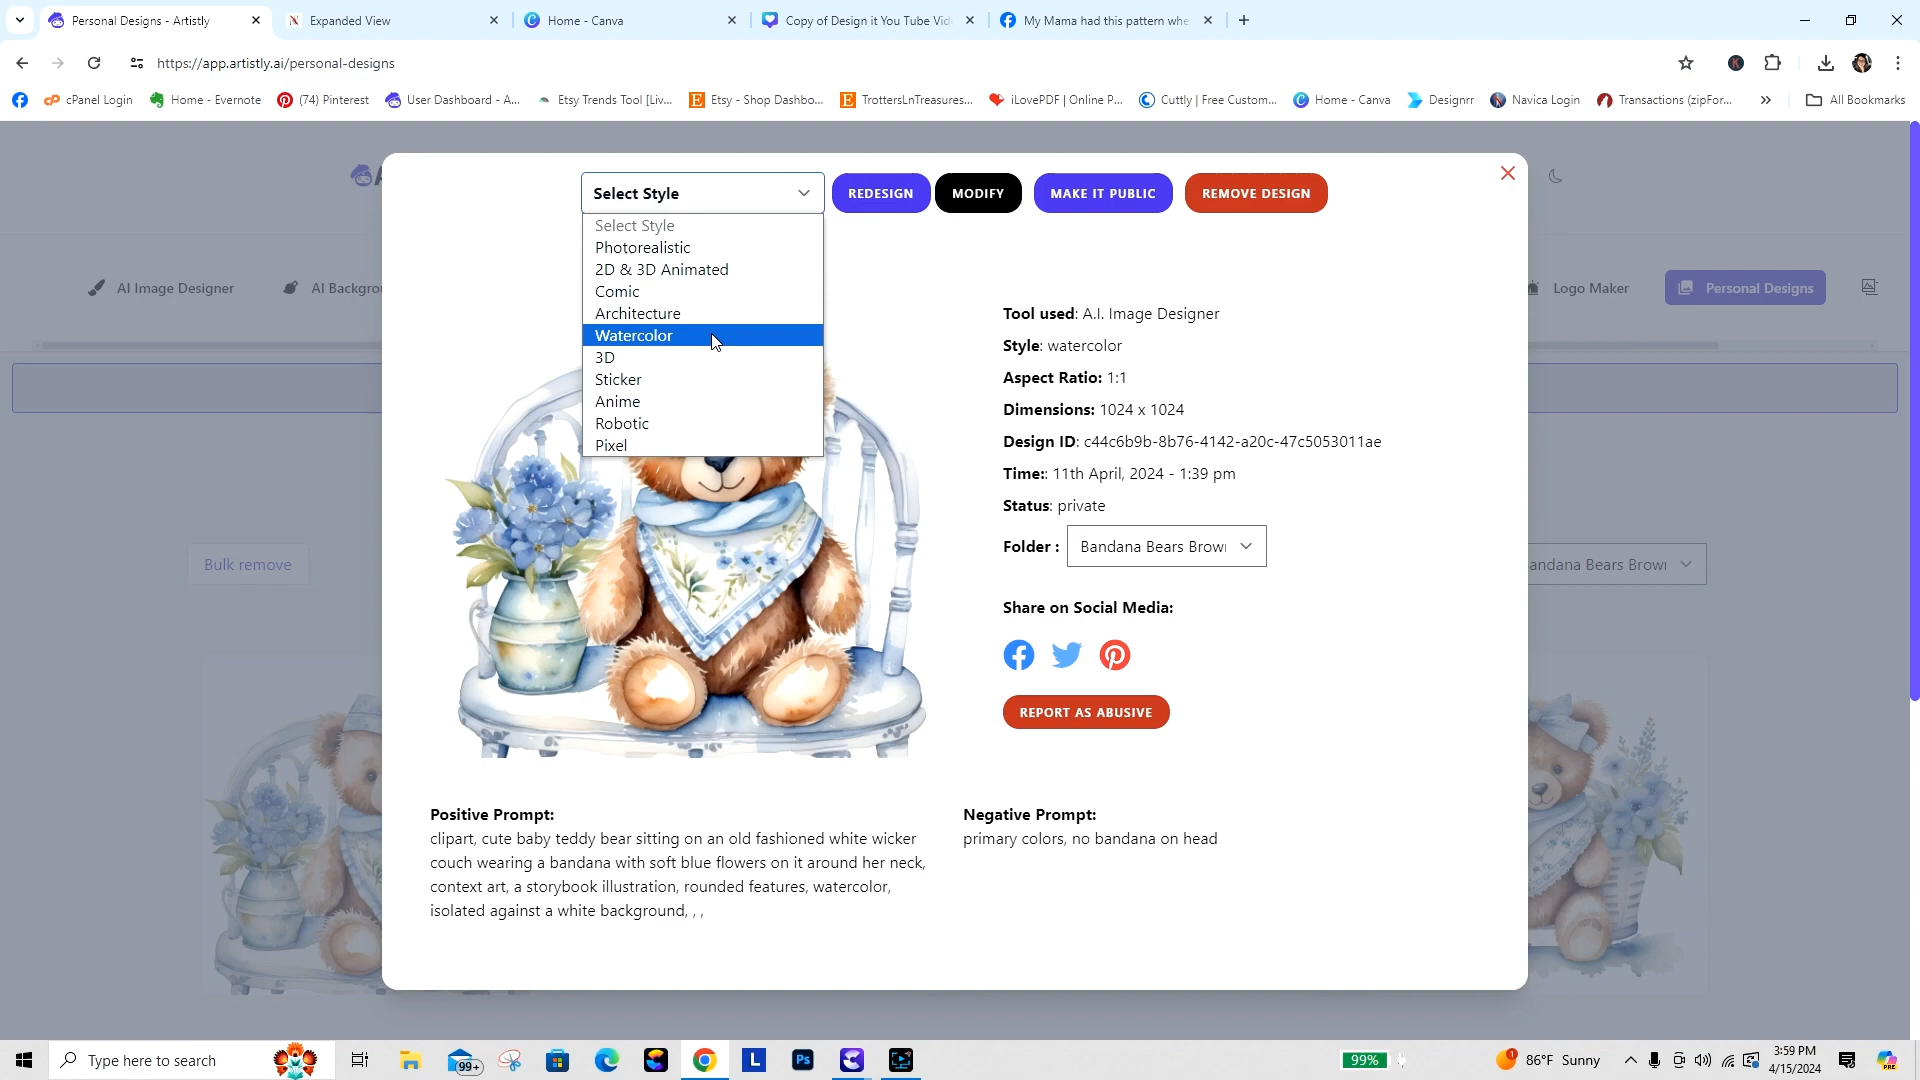 Personal Designs - Artistly
Expanded View
Home - Canva
Copy of Design it You Tube Vid
My Mama had this pattern whe
https://app.artistly.ai/personal-designs
cPanel Login
Home - Evernote
(74) Pinterest
User Dashboard - A...
Etsy Trends Tool [Liv...
Etsy - Shop Dashbo...
TrottersLnTreasures...
iLovePDF | Online P...
Cuttly | Free Custom...
Home - Canva
Designrr
Navica Login
Transactions (zipFor...
All Bookmarks
Select Style
REDESIGN
MODIFY
MAKE IT PUBLIC
REMOVE DESIGN
Select Style
Photorealistic
2D & 3D Animated
Comic
Architecture
Watercolor
3D
Sticker
Anime
Robotic
Pixel
AI Image Designer
AI Backgrou
Logo Maker
Personal Designs
Tool used: A.I. Image Designer
Style: watercolor
Aspect Ratio: 1:1
Dimensions: 1024 x 1024
Design ID: c44c6b9b-8b76-4142-a20c-47c5053011ae
Time:: 11th April, 2024 - 1:39 pm
Status: private
Folder : Bandana Bears Brow
Bulk remove
andana Bears Brow
Share on Social Media:
REPORT AS ABUSIVE
Positive Prompt:
clipart, cute baby teddy bear sitting on an old fashioned white wicker
couch wearing a bandana with soft blue flowers on it around her neck,
context art, a storybook illustration, rounded features, watercolor,
isolated against a white background, , ,
Negative Prompt:
primary colors, no bandana on head
Type here to search
99+
L
Ps
99%
1
86°F Sunny
3:59 PM
4/15/2024
PRE